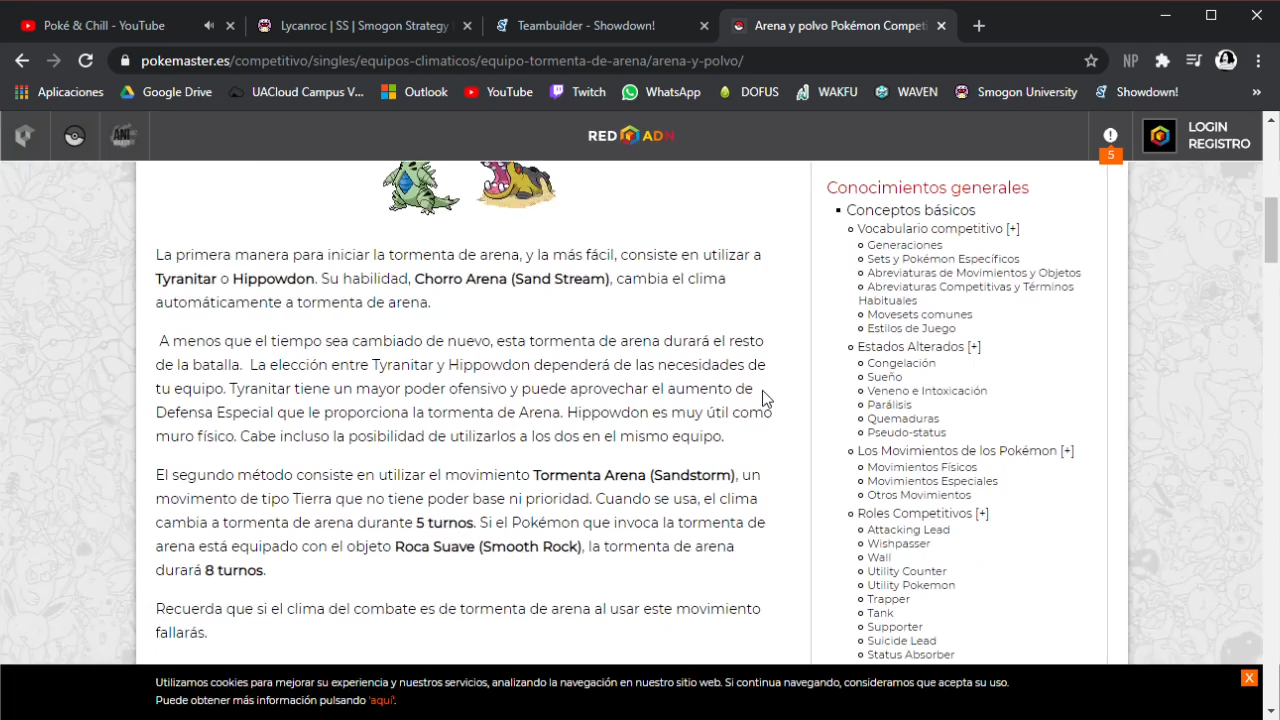 Poké & Chill - YouTube
Lycanroc | SS | Smogon Strategy
Teambuilder - Showdown!
Arena y polvo Pokémon Competi
pokemaster.es/competitivo/singles/equipos-climaticos/equipo-tormenta-de-arena/arena-y-polvo/
NP
Aplicaciones
Google Drive
UACloud Campus V...
Outlook
YouTube
Twitch
WhatsApp
DOFUS
WAKFU
WAVEN
Smogon University
Showdown!
»
ANI
RED ADN
5
LOGIN
REGISTRO
La primera manera para iniciar la tormenta de arena, y la más fácil, consiste en utilizar a
Tyranitar o Hippowdon. Su habilidad, Chorro Arena (Sand Stream), cambia el clima
automáticamente a tormenta de arena.
A menos que el tiempo sea cambiado de nuevo, esta tormenta de arena durará el resto
de la batalla. La elección entre Tyranitar y Hippowdon dependerá de las necesidades de
tu equipo. Tyranitar tiene un mayor poder ofensivo y puede aprovechar el aumento de
Defensa Especial que le proporciona la tormenta de Arena. Hippowdon es muy útil como
muro físico. Cabe incluso la posibilidad de utilizarlos a los dos en el mismo equipo.
El segundo método consiste en utilizar el movimiento Tormenta Arena (Sandstorm), un
movimiento de tipo Tierra que no tiene poder base ni prioridad. Cuando se usa, el clima
cambia a tormenta de arena durante 5 turnos. Si el Pokémon que invoca la tormenta de
arena está equipado con el objeto Roca Suave (Smooth Rock), la tormenta de arena
durará 8 turnos.
Recuerda que si el clima del combate es de tormenta de arena al usar este movimiento
fallarás.
Conocimientos generales
Conceptos básicos
Vocabulario competitivo [+]
Generaciones
Sets y Pokémon Específicos
Abreviaturas de Movimientos y Objetos
Abreviaturas Competitivas y Términos
Habituales
Movesets comunes
Estilos de Juego
Estados Alterados [+]
Congelación
Sueño
Veneno e Intoxicación
Parálisis
Quemaduras
Pseudo-status
Los Movimientos de los Pokémon [+]
Movimientos Físicos
Movimientos Especiales
Otros Movimientos
Roles Competitivos [+]
Attacking Lead
Wishpasser
Wall
Utility Counter
Utility Pokemon
Trapper
Tank
Supporter
Suicide Lead
Status Absorber
Utilizamos cookies para mejorar su experiencia y nuestros servicios, analizando la navegación en nuestro sitio web. Si continua navegando, consideramos que acepta su uso.
Puede obtener más información pulsando 'aquí'.
X